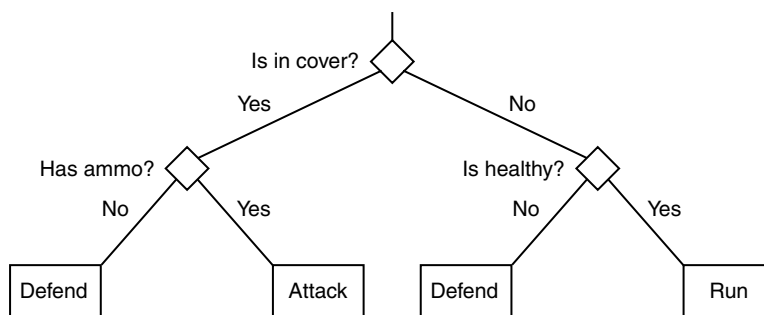 Is in cover?
Yes
No
Has ammo?
Is healthy?
No
Yes
No
Yes
Defend
Attack
Defend
Run